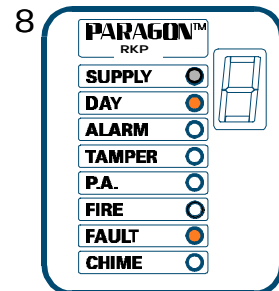 8
PARAGON™
RKP
SUPPLY
DAY
ALARM
TAMPER
P.A.
FIRE
FAULT
CHIME